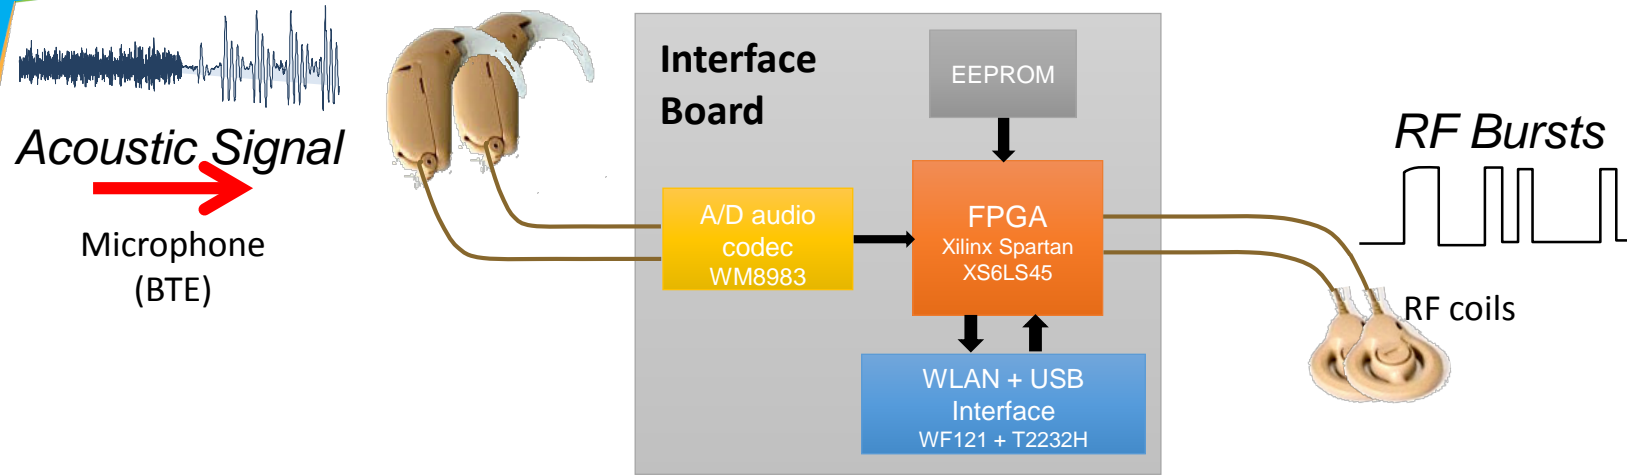 Acoustic Signal
Microphone
(BTE)
Interface
Board
EEPROM
A/D audio
codec
WM8983
FPGA
Xilinx Spartan
XS6LS45
WLAN + USB
Interface
WF121 + T2232H
RF Bursts
RF coils